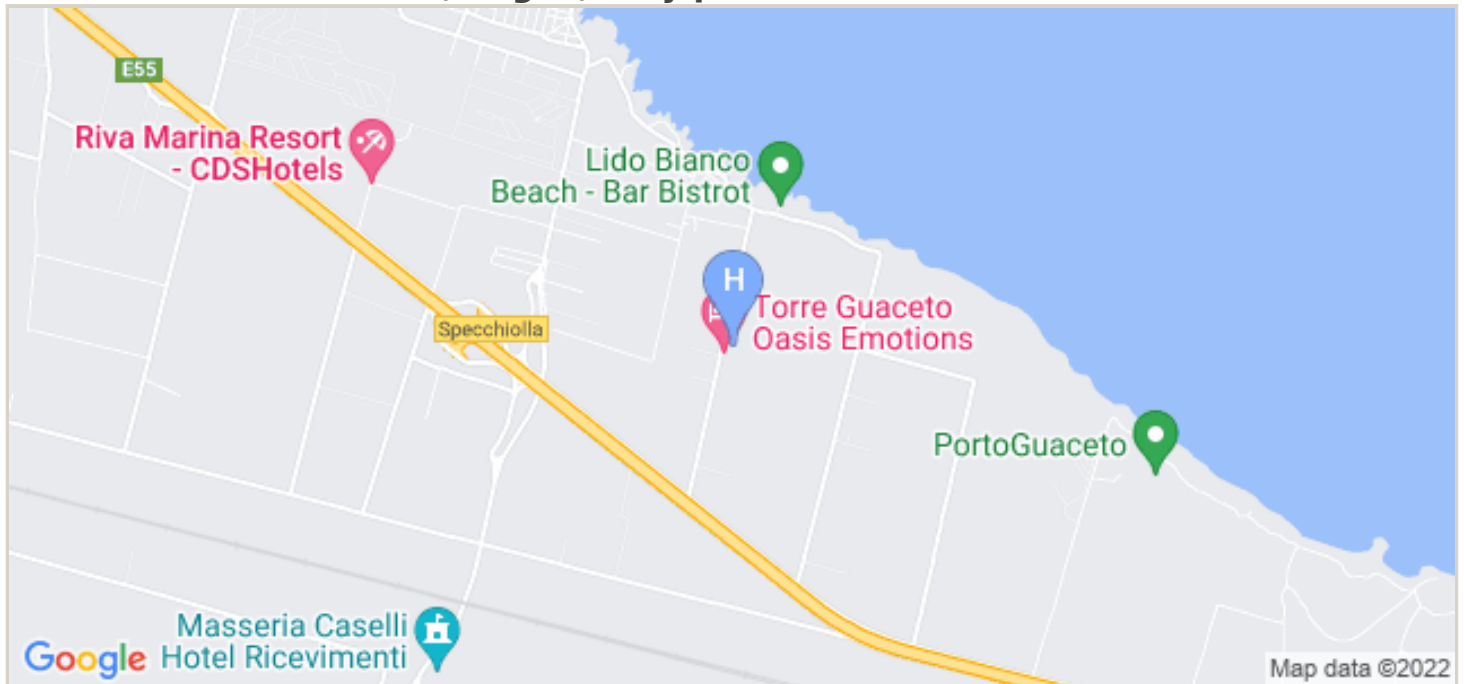 E55
Riva Marina Resort
- CDSHotels
Lido Bianco
Beach - Bar Bistrot
H
Torre Guaceto
Oasis Emotions
Specchiolla
PortoGuaceto
Masseria Caselli
Hotel Ricevimenti
Google
Map data ©2022